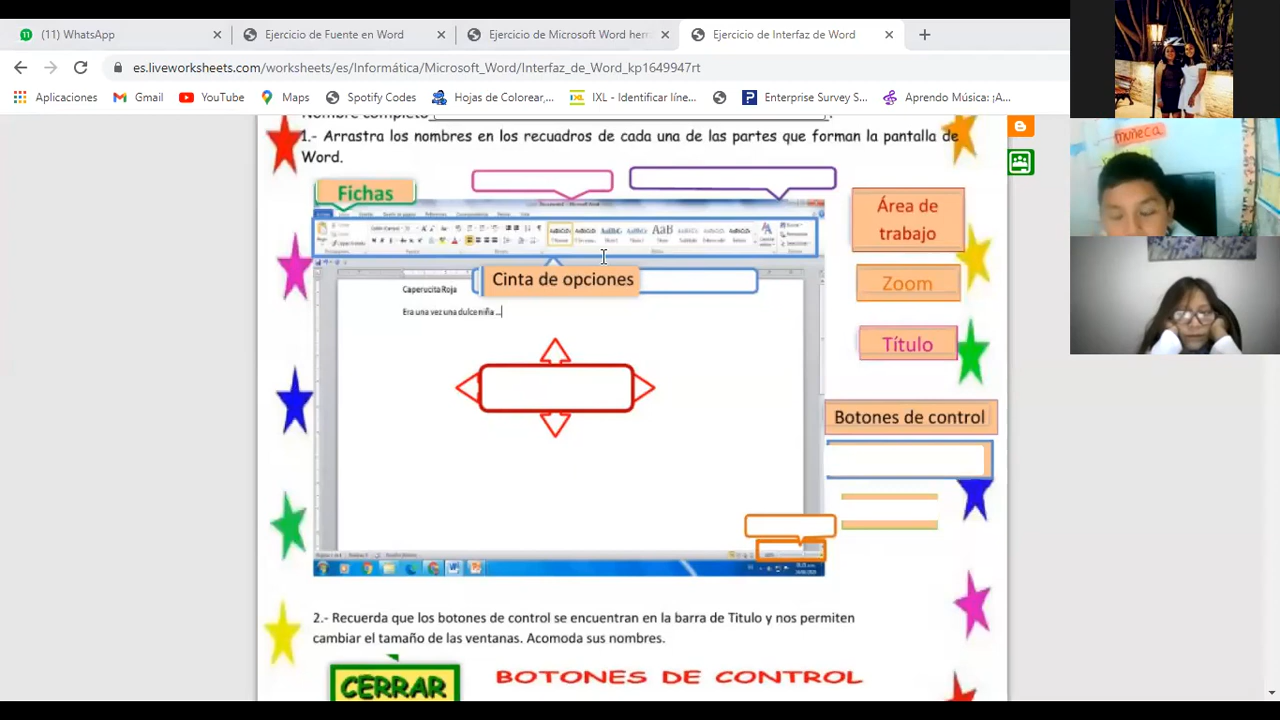 (11) WhatsApp
Ejercicio de Fuente en Word
Ejercicio de Microsoft Word herr
Ejercicio de Interfaz de Word
es.liveworksheets.com/worksheets/es/Informática/Microsoft_Word/Interfaz_de_Word_kp1649947rt
Aplicaciones
Gmail
YouTube
Maps
Spotify Codes
Hojas de Colorear,...
IXL - Identificar líne...
Enterprise Survey S...
Aprendo Música: ¡A...
muñeca
Nombre completo
1.- Arrastra los nombres en los recuadros de cada una de las partes que forman la pantalla de
Word.
Fichas
Área de
trabajo
Cinta de opciones
Zoom
Caperucita Roja
Era una vez una dulce niña ...
Título
Botones de control
2.- Recuerda que los botones de control se encuentran en la barra de Titulo y nos permiten
cambiar el tamaño de las ventanas. Acomoda sus nombres.
CERRAR
BOTONES DE CONTROL